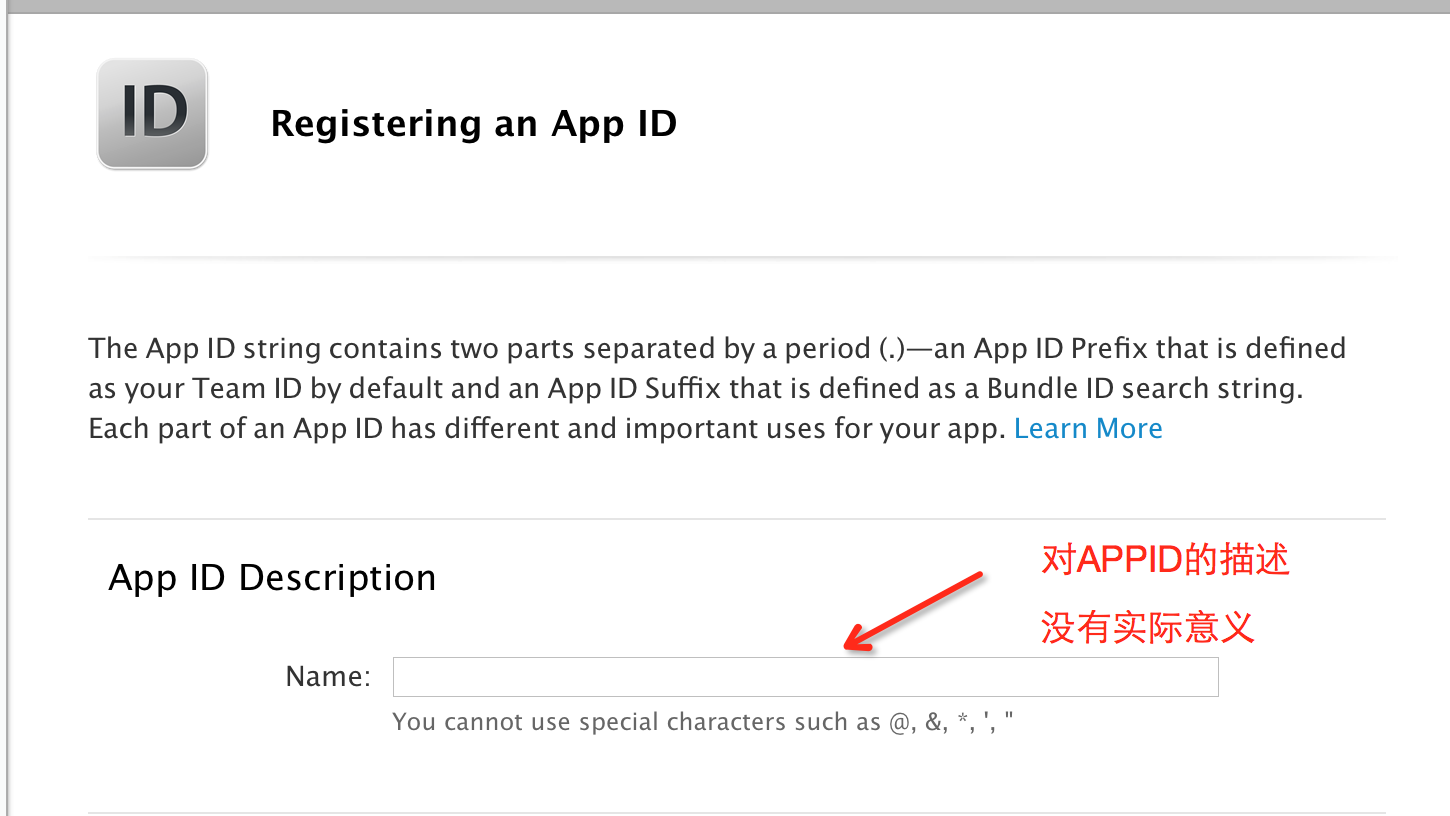 ID
Registering an App ID
The App ID string contains two parts separated by a period (.)—an App ID Prefix that is defined
as your Team ID by default and an App ID Suffix that is defined as a Bundle ID search string.
Each part of an App ID has different and important uses for your app. Learn More
App ID Description
对APPID的描述
没有实际意义
Name:
You cannot use special characters such as @, &, *, ', "